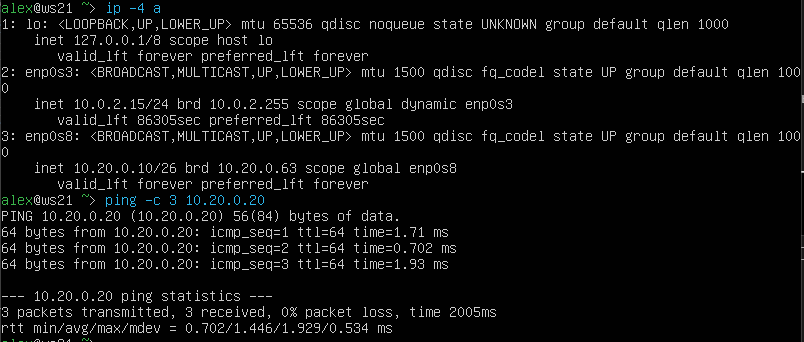 alex@ws21 ~> ip -4 a
1: lo: <LOOPBACK,UP,LOWER_UP> mtu 65536 qdisc noqueue state UNKNOWN group default qlen 1000
    inet 127.0.0.1/8 scope host lo
       valid_lft forever preferred_lft forever
2: enp0s3: <BROADCAST,MULTICAST,UP,LOWER_UP> mtu 1500 qdisc fq_codel state UP group default qlen 100
0
    inet 10.0.2.15/24 brd 10.0.2.255 scope global dynamic enp0s3
       valid_lft 86305sec preferred_lft 86305sec
3: enp0s8: <BROADCAST,MULTICAST,UP,LOWER_UP> mtu 1500 qdisc fq_codel state UP group default qlen 100
0
    inet 10.20.0.10/26 brd 10.20.0.63 scope global enp0s8
       valid_lft forever preferred_lft forever
alex@ws21 ~> ping -c 3 10.20.0.20
PING 10.20.0.20 (10.20.0.20) 56(84) bytes of data.
64 bytes from 10.20.0.20: icmp_seq=1 ttl=64 time=1.71 ms
64 bytes from 10.20.0.20: icmp_seq=2 ttl=64 time=0.702 ms
64 bytes from 10.20.0.20: icmp_seq=3 ttl=64 time=1.93 ms

--- 10.20.0.20 ping statistics ---
3 packets transmitted, 3 received, 0% packet loss, time 2005ms
rtt min/avg/max/mdev = 0.702/1.446/1.929/0.534 ms
alex@ws21 ~>